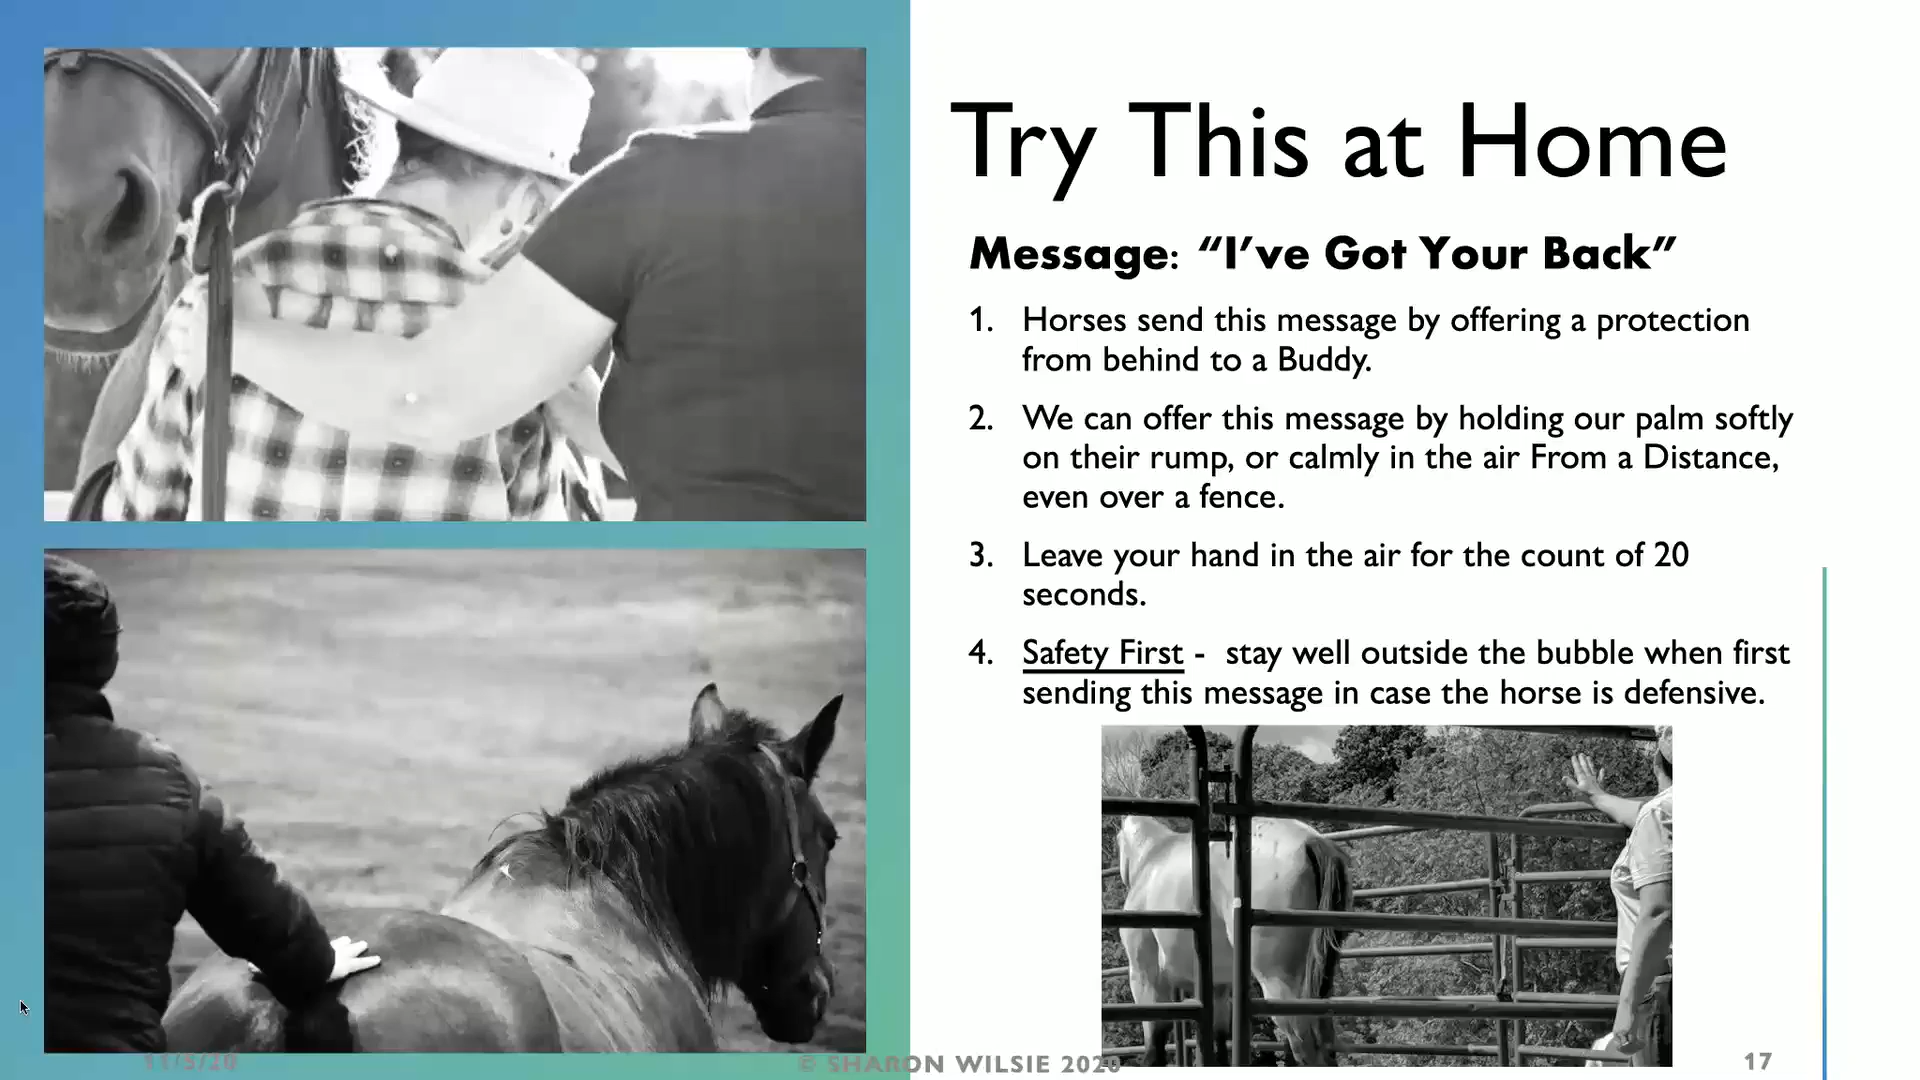 Try This at Home
Message: “I’ve Got Your Back”
1. Horses send this message by offering a protection
from behind to a Buddy.
2. We can offer this message by holding our palm softly
on their rump, or calmly in the air From a Distance,
even over a fence.
3. Leave your hand in the air for the count of 20
seconds.
4. Safety First -  stay well outside the bubble when first
sending this message in case the horse is defensive.
11/5/20
© SHARON WILSIE 2020
17